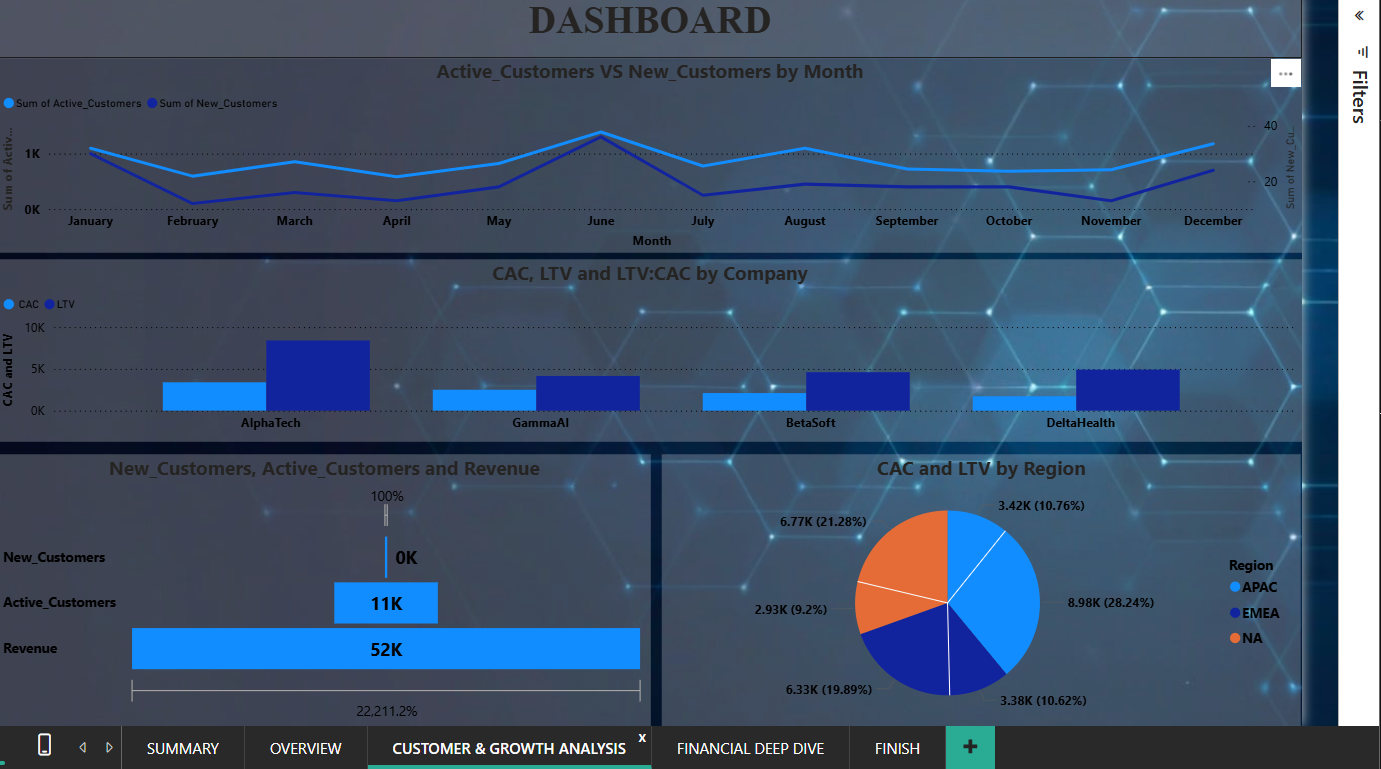 DASHBOARD
Active_Customers VS New_Customers by Month
Sum of Active_Customers Sum of New_Customers
Sum of Activ...
1K
0K
40
20
Sum of New_Cu...
January February March April May June July August September October November December
Month
CAC, LTV and LTV:CAC by Company
CAC LTV
CAC and LTV
10K
5K
0K
AlphaTech GammaAI BetaSoft DeltaHealth
New_Customers, Active_Customers and Revenue
100%
New_Customers 0K
Active_Customers 11K
Revenue 52K
22,211.2%
CAC and LTV by Region
3.42K (10.76%)
6.77K (21.28%)
8.98K (28.24%)
2.93K (9.2%)
6.33K (19.89%)
3.38K (10.62%)
Region
APAC
EMEA
NA
Filters
SUMMARY OVERVIEW CUSTOMER & GROWTH ANALYSIS x FINANCIAL DEEP DIVE FINISH +